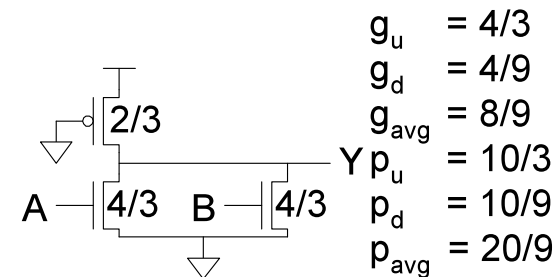 g_u = 4/3
g_d = 4/9
g_avg = 8/9
p_u = 10/3
p_d = 10/9
p_avg = 20/9
2/3
Y
A 4/3 B 4/3